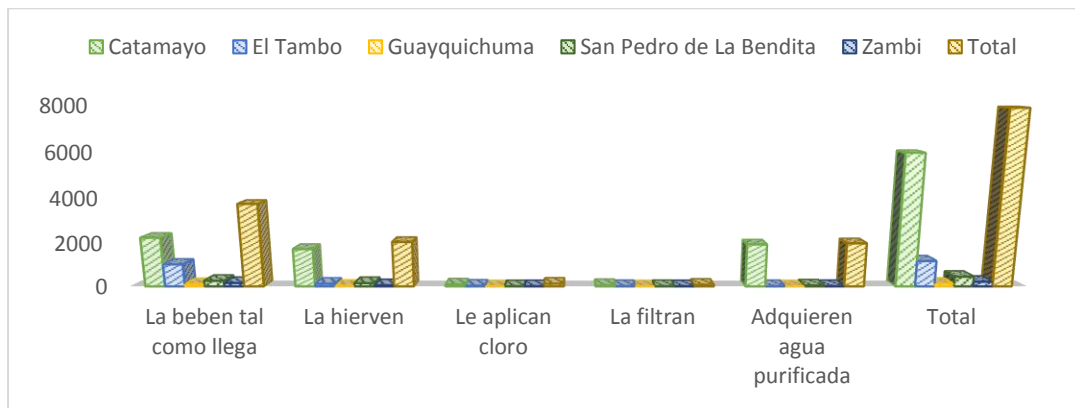 Catamayo El Tambo Guayquichuma San Pedro de La Bendita Zambi Total
8000
6000
4000
2000
0
La beben tal como llega
La hierven
Le aplican cloro
La filtran
Adquieren agua purificada
Total